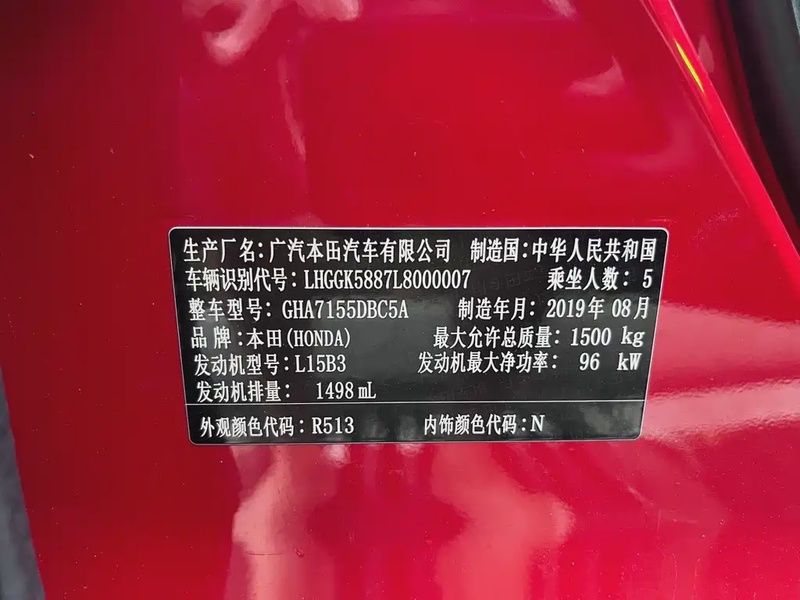 生产厂名:广汽本田汽车有限公司 制造国:中华人民共和国
车辆识别代号: LHGGK5887L8000007 乘坐人数: 5
整车型号: GHA7155DBC5A 制造年月: 2019年08月
品牌:本田(HONDA) 最大允许总质量: 1500 kg
发动机型号:L15B3 发动机最大净功率: 96 kW
发动机排量: 1498mL
外观颜色代码: R513 内饰颜色代码:N